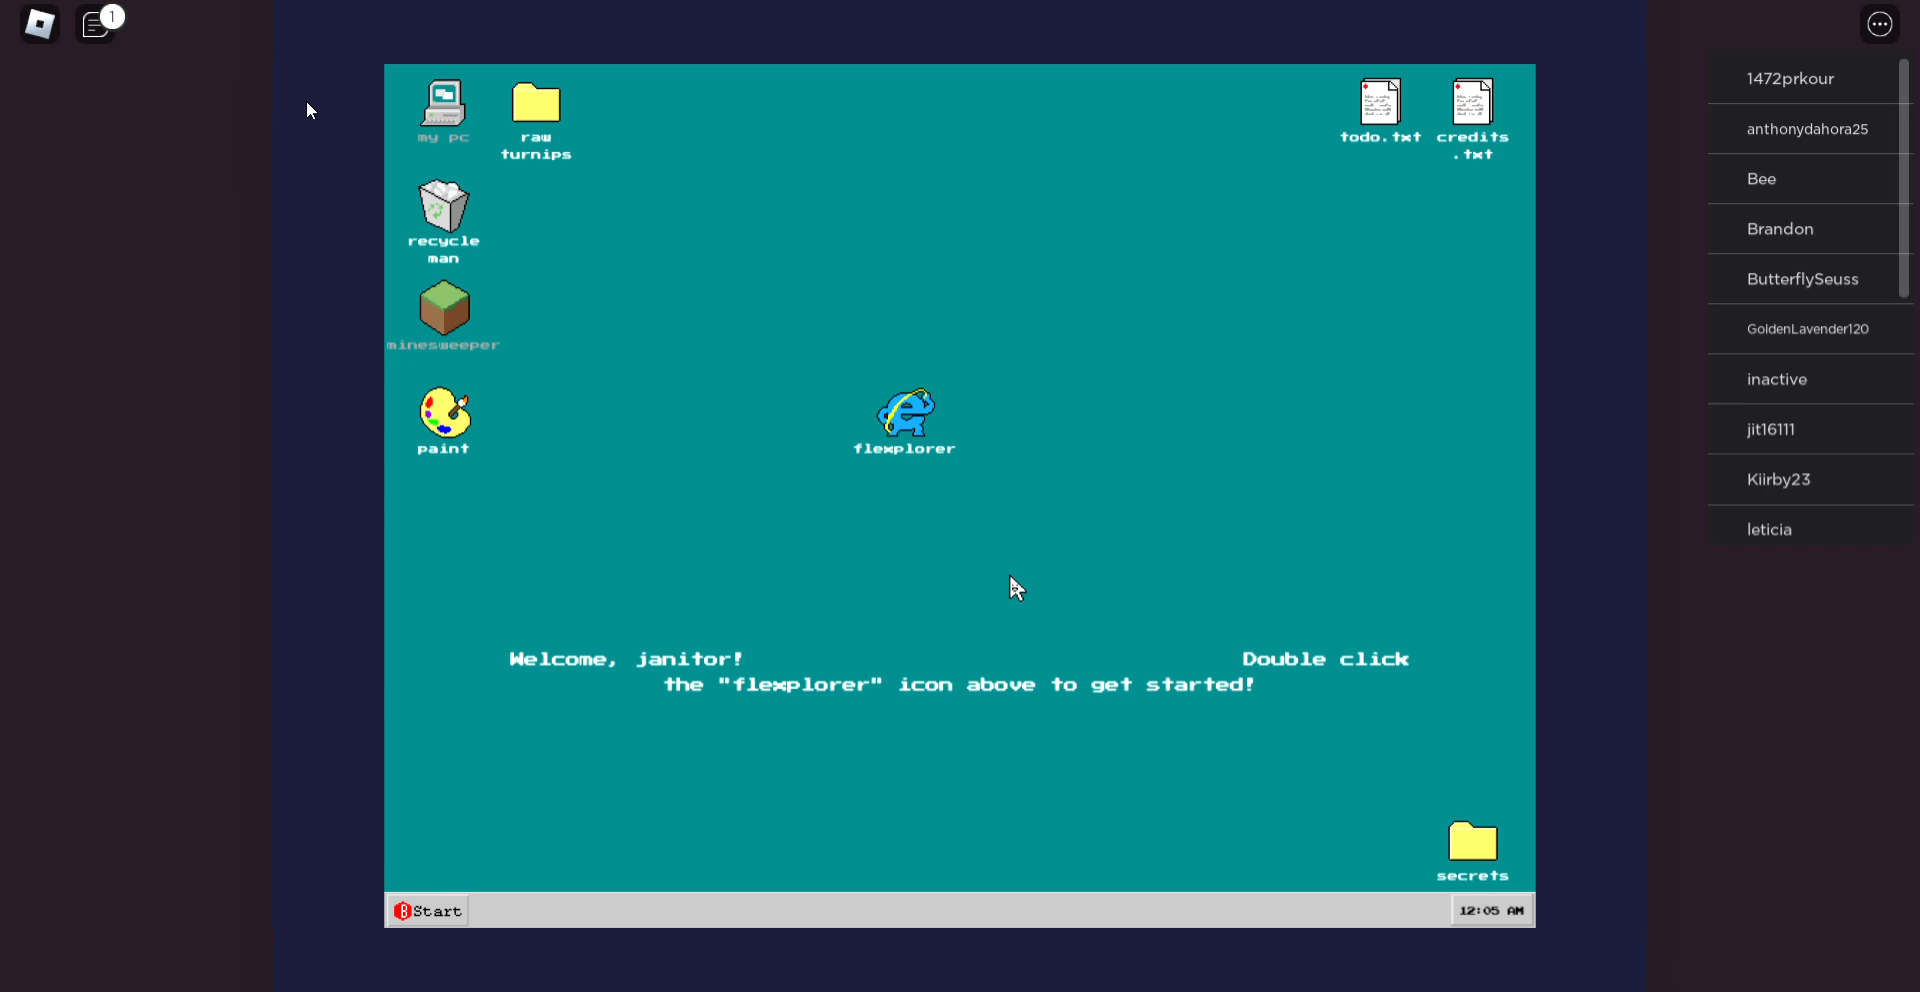 1
my pc
raw
turnips
todo.txt
credits
.txt
recycle
man
minesweeper
paint
flexplorer
Welcome, janitor! Double click
the "flexplorer" icon above to get started!
secrets
Start
12:05 AM
1472prkour
anthonydahora25
Bee
Brandon
ButterflySeuss
GoldenLavender120
inactive
jit16111
Kiirby23
leticia